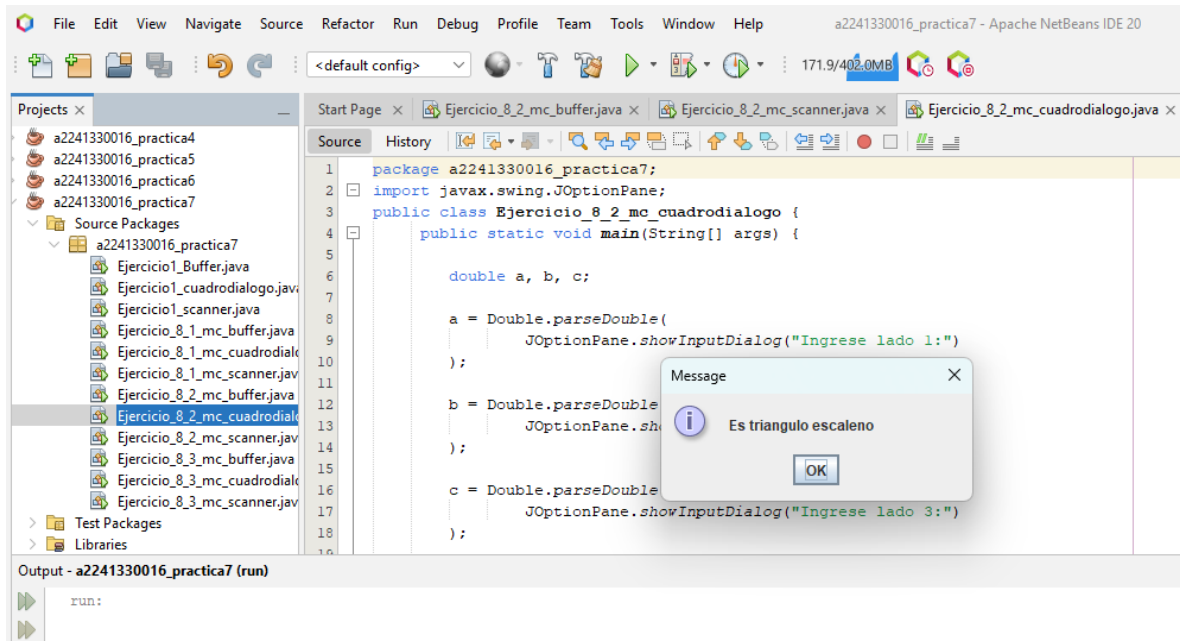 File Edit View Navigate Source Refactor Run Debug Profile Team Tools Window Help a2241330016_practica7 - Apache NetBeans IDE 20
<default config> 171.9/402.0MB
Projects
a2241330016_practica4
a2241330016_practica5
a2241330016_practica6
a2241330016_practica7
Source Packages
a2241330016_practica7
Ejercicio1_Buffer.java
Ejercicio1_cuadrodialogo.java
Ejercicio1_scanner.java
Ejercicio_8_1_mc_buffer.java
Ejercicio_8_1_mc_cuadrodialo
Ejercicio_8_1_mc_scanner.jav
Ejercicio_8_2_mc_buffer.java
Ejercicio_8_2_mc_cuadrodialo
Ejercicio_8_2_mc_scanner.jav
Ejercicio_8_3_mc_buffer.java
Ejercicio_8_3_mc_cuadrodialo
Ejercicio_8_3_mc_scanner.jav
Test Packages
Libraries
Start Page Ejercicio_8_2_mc_buffer.java Ejercicio_8_2_mc_scanner.java Ejercicio_8_2_mc_cuadrodialogo.java
Source History
1 package a2241330016_practica7;
2 import javax.swing.JOptionPane;
3 public class Ejercicio_8_2_mc_cuadrodialogo {
4 public static void main(String[] args) {
5
6 double a, b, c;
7
8 a = Double.parseDouble(
9 JOptionPane.showInputDialog("Ingrese lado 1:")
10 );
11
12 b = Double.parseDouble
13 JOptionPane.sh
14 );
15
16 c = Double.parseDouble
17 JOptionPane.showInputDialog("Ingrese lado 3:")
18 );
19
Message
Es triangulo escaleno
OK
Output - a2241330016_practica7 (run)
run: